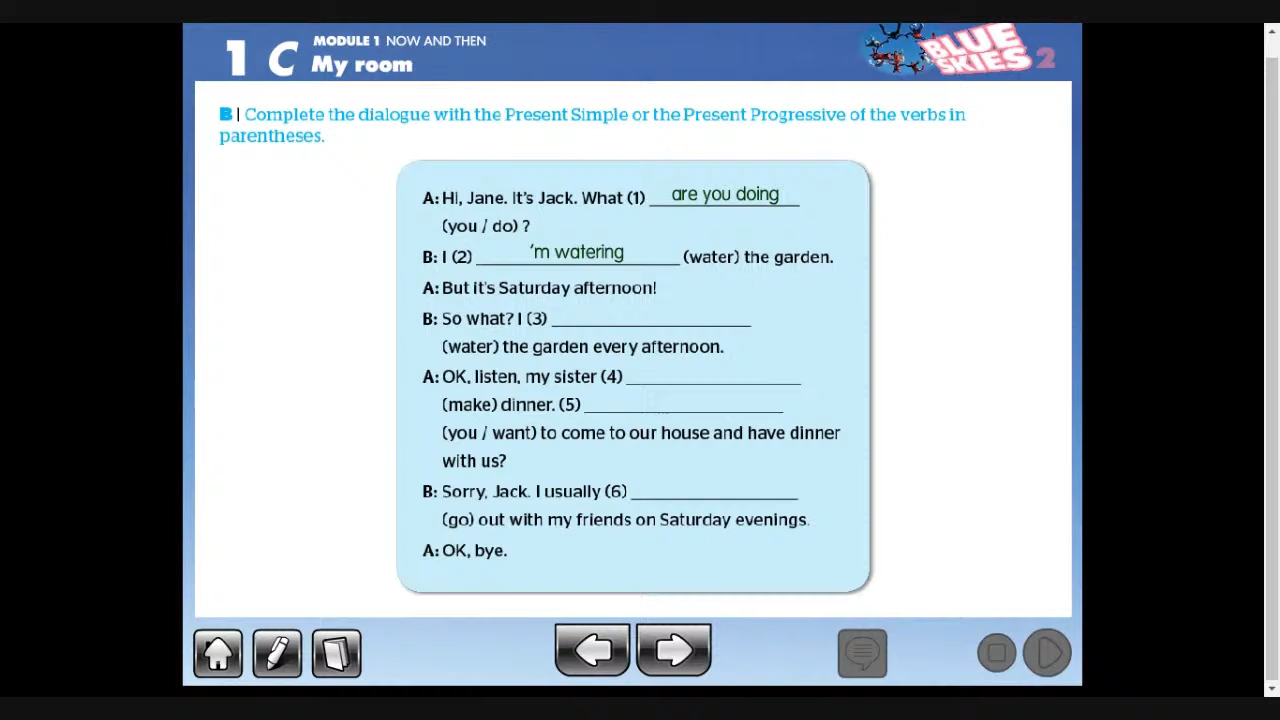 1 C MODULE 1 NOW AND THEN
My room
BLUE SKIES 2
B | Complete the dialogue with the Present Simple or the Present Progressive of the verbs in
parentheses.
A: Hi, Jane. It's Jack. What (1) are you doing
(you / do) ?
B: I (2) 'm watering (water) the garden.
A: But it's Saturday afternoon!
B: So what? I (3) ____________________
(water) the garden every afternoon.
A: OK, listen, my sister (4) ____________________
(make) dinner. (5) ____________________
(you / want) to come to our house and have dinner
with us?
B: Sorry, Jack. I usually (6) ____________________
(go) out with my friends on Saturday evenings.
A: OK, bye.